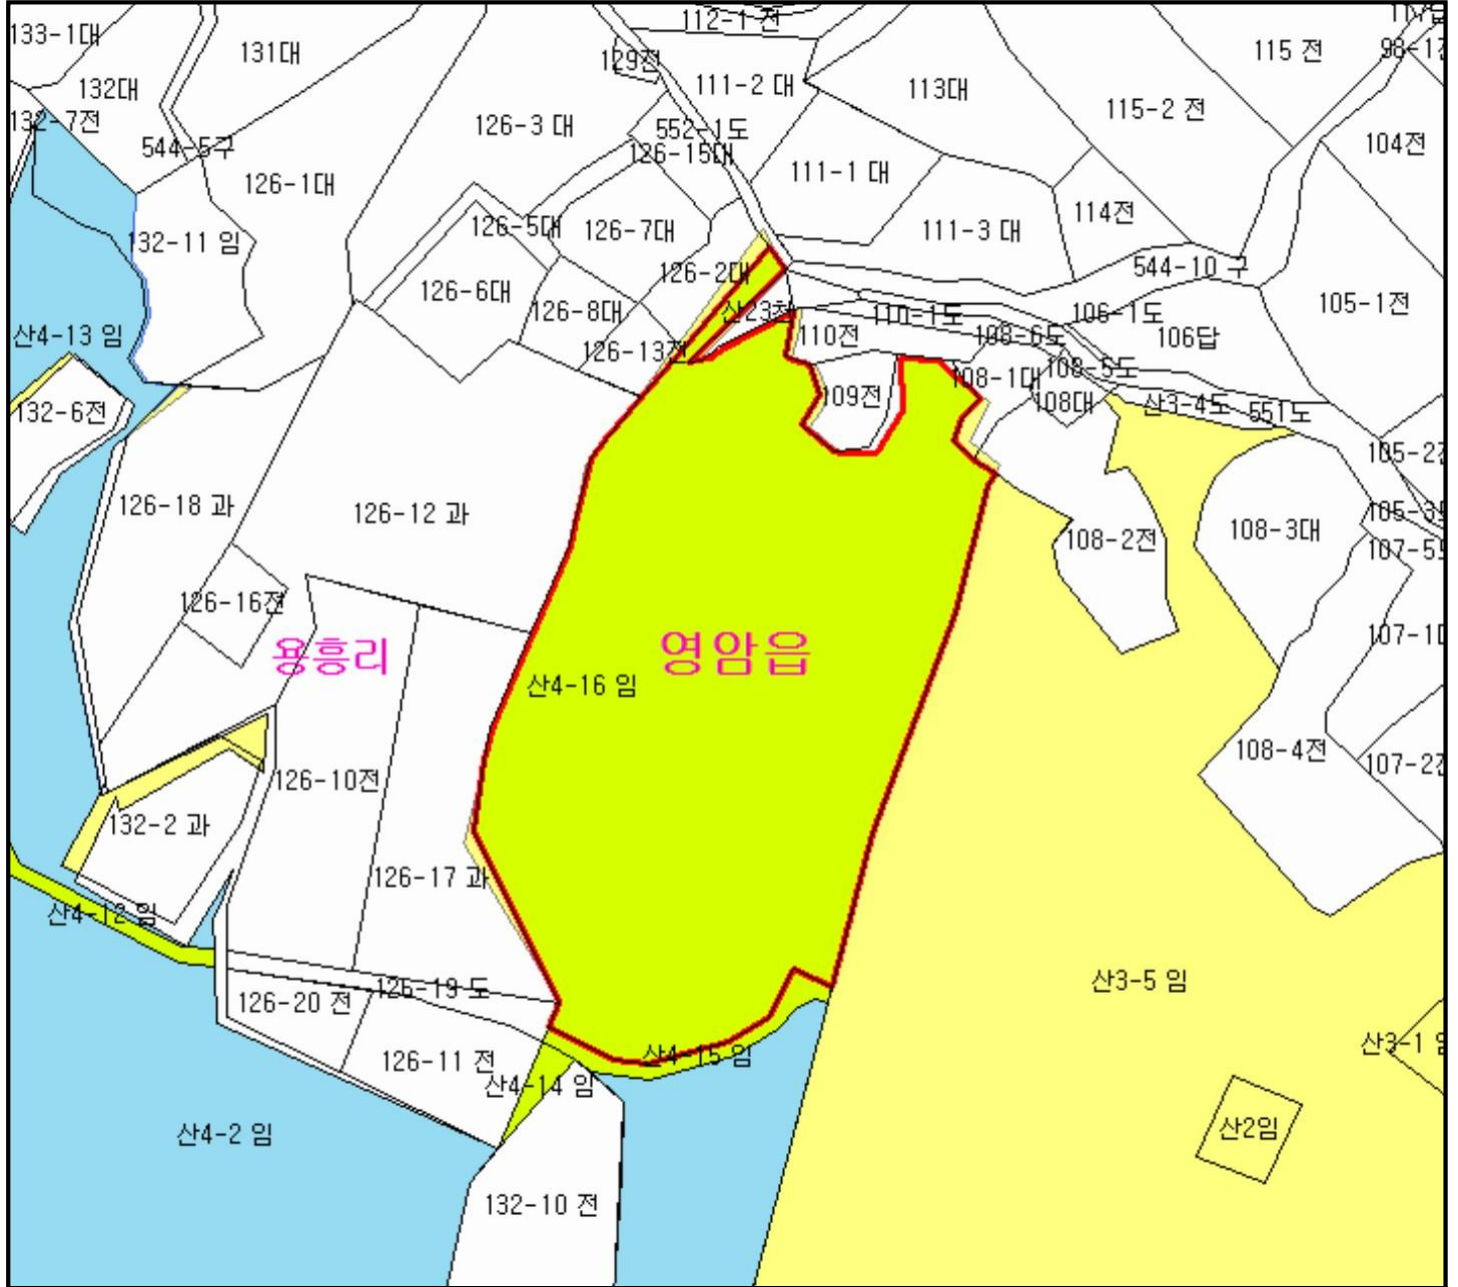 133-1대
131대
112-1 전
115 전
132대
129전
111-2 대
113대
115-2 전
132-7전
126-3 대
552-1도
104전
544-5구
126-15대
126-1대
111-1 대
114전
132-11 임
126-5대
126-7대
111-3 대
544-10 구
126-2대
126-6대
105-1전
126-8대
110-1도
106-1도
산4-13 임
110전
108-6도
106답
126-13전
108-5도
108-1대
132-6전
109전
108대
산3-4도
551도
126-18 과
126-12 과
108-3대
108-2전
126-16전
용흥리
영암읍
산4-16 임
108-4전
126-10전
132-2 과
126-17 과
산4-12 임
산3-5 임
126-19 도
126-20 전
126-11 전
산4-15 임
산4-14 임
산4-2 임
산2임
132-10 전